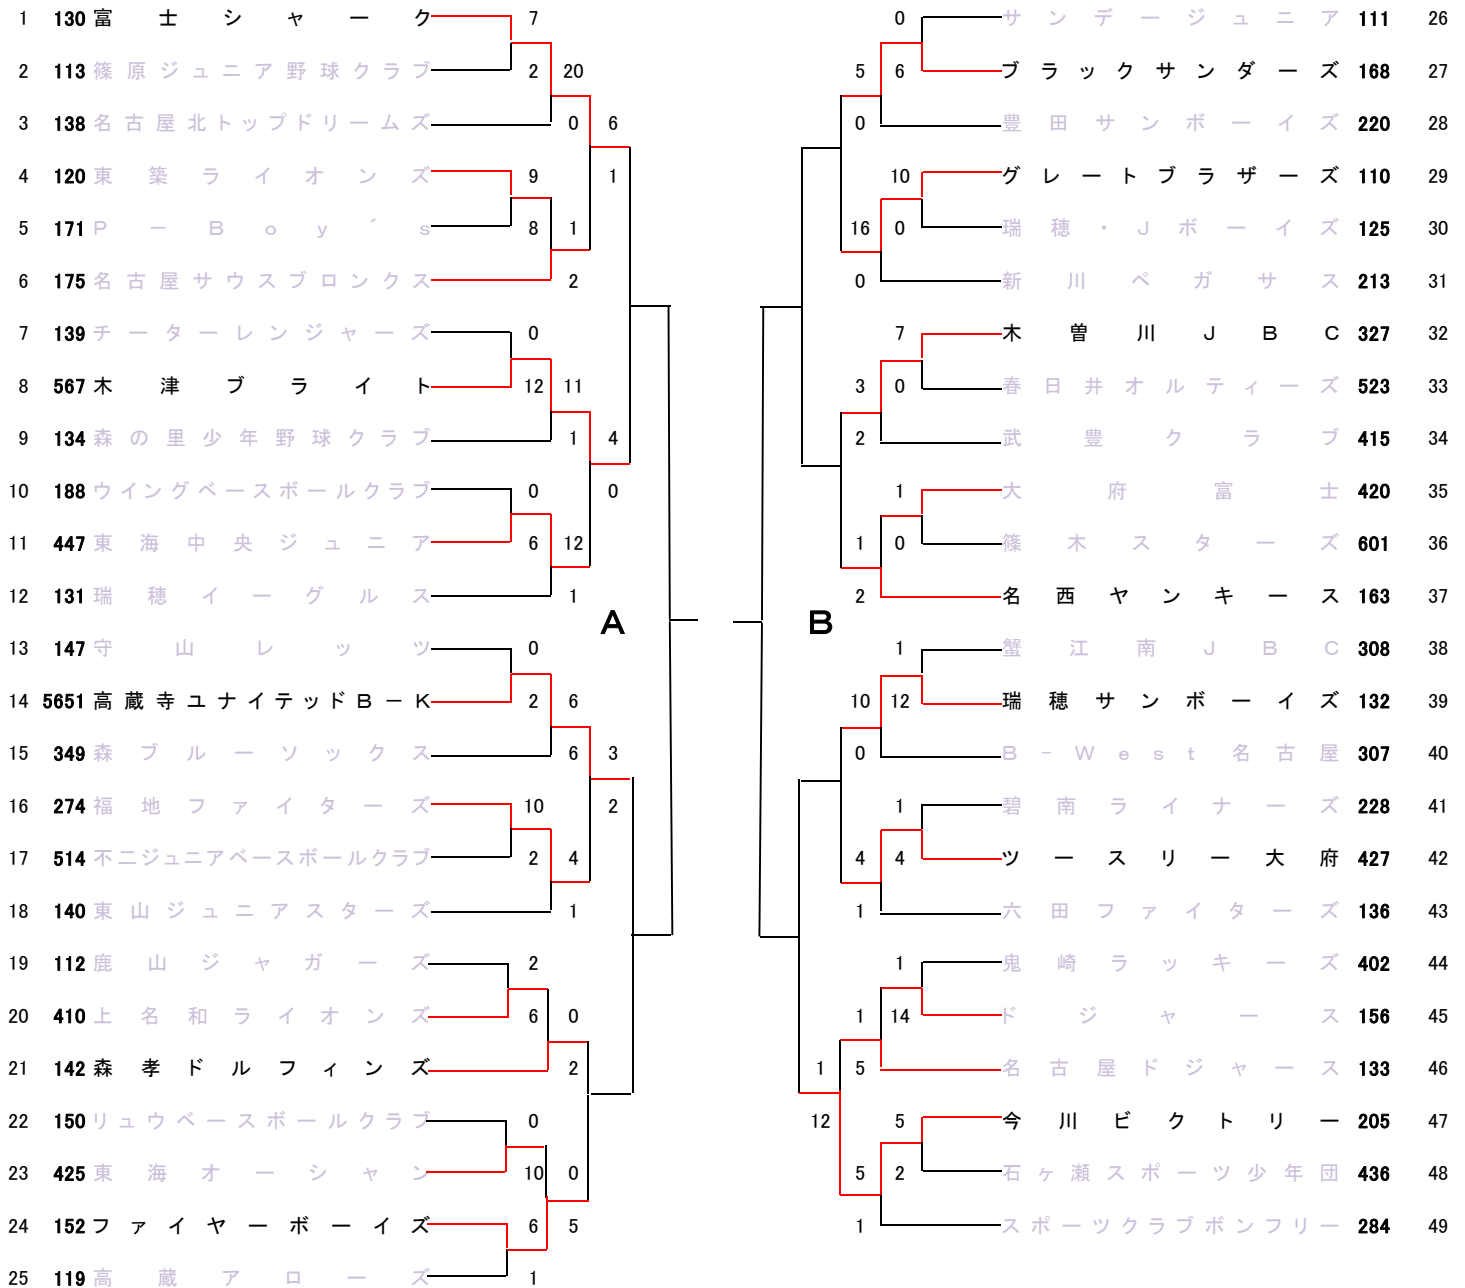 1 130 富士シャーク 7
2 113 篠原ジュニア野球クラブ 2 20
3 138 名古屋北トップドリームズ 0 6
4 120 東築ライオンズ 9 1
5 171 P－Boy´s 8 1
6 175 名古屋サウスブロンクス 2
7 139 チーターレンジャーズ 0
8 567 木津ブライト 12 11
9 134 森の里少年野球クラブ 1 4
10 188 ウイングベースボールクラブ 0 0
11 447 東海中央ジュニア 6 12
12 131 瑞穂イーグルス 1
A
13 147 守山レッツ 0
14 5651 高蔵寺ユナイテッドB－K 2 6
15 349 森ブルーソックス 6 3
16 274 福地ファイターズ 10 2
17 514 不二ジュニアベースボールクラブ 2 4
18 140 東山ジュニアスターズ 1
19 112 鹿山ジャガーズ 2
20 410 上名和ライオンズ 6 0
21 142 森孝ドルフィンズ 2
22 150 リュウベースボールクラブ 0
23 425 東海オーシャン 10 0
24 152 ファイヤーボーイズ 6 5
25 119 高蔵アローズ 1
0 サンデージュニア 111 26
5 6 ブラックサンダーズ 168 27
0 豊田サンボーイズ 220 28
10 グレートブラザーズ 110 29
16 0 瑞穂・Jボーイズ 125 30
0 新川ペガサス 213 31
7 木曽川JBC 327 32
3 0 春日井オルティーズ 523 33
2 武豊クラブ 415 34
1 大府富士 420 35
1 0 篠木スターズ 601 36
2 名西ヤンキース 163 37
B
1 蟹江南JBC 308 38
10 12 瑞穂サンボーイズ 132 39
0 B－West名古屋 307 40
1 碧南ライナーズ 228 41
4 4 ツースリー大府 427 42
1 六田ファイターズ 136 43
1 鬼崎ラッキーズ 402 44
1 14 ドジャース 156 45
1 5 名古屋ドジャース 133 46
12 5 今川ビクトリー 205 47
5 2 石ヶ瀬スポーツ少年団 436 48
1 スポーツクラブボンフリー 284 49